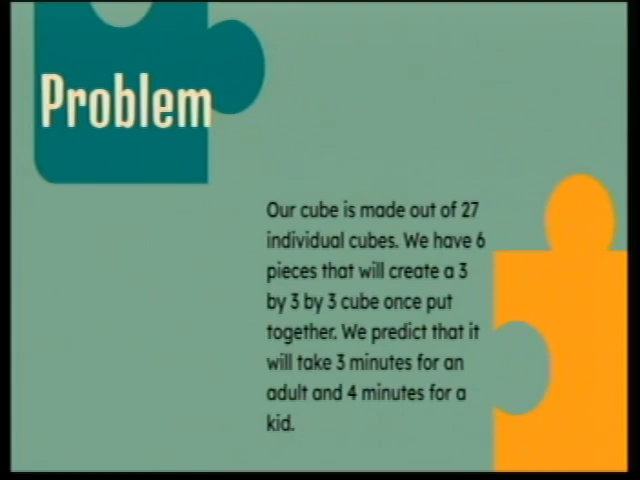 Problem
Our cube is made out of 27
individual cubes. We have 6
pieces that will create a 3
by 3 by 3 cube once put
together. We predict that it
will take 3 minutes for an
adult and 4 minutes for a
kid.